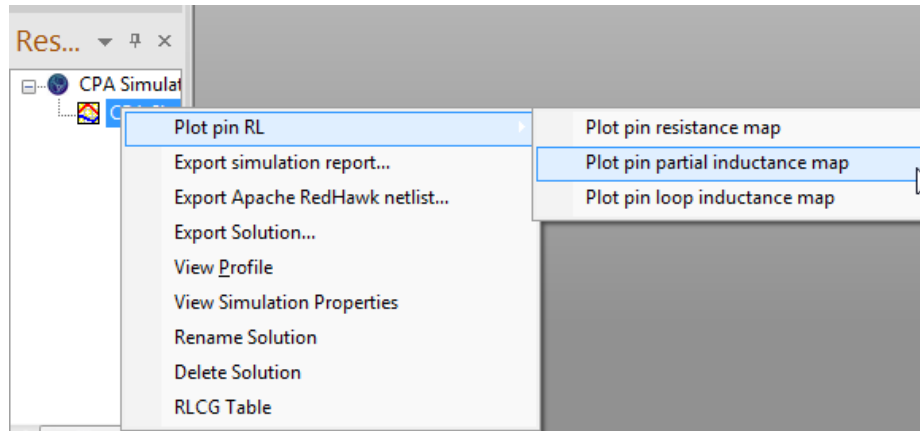 Res...
CPA Simulat
Plot pin RL
Plot pin resistance map
Export simulation report...
Plot pin partial inductance map
Export Apache RedHawk netlist...
Plot pin loop inductance map
Export Solution...
View Profile
View Simulation Properties
Rename Solution
Delete Solution
RLCG Table